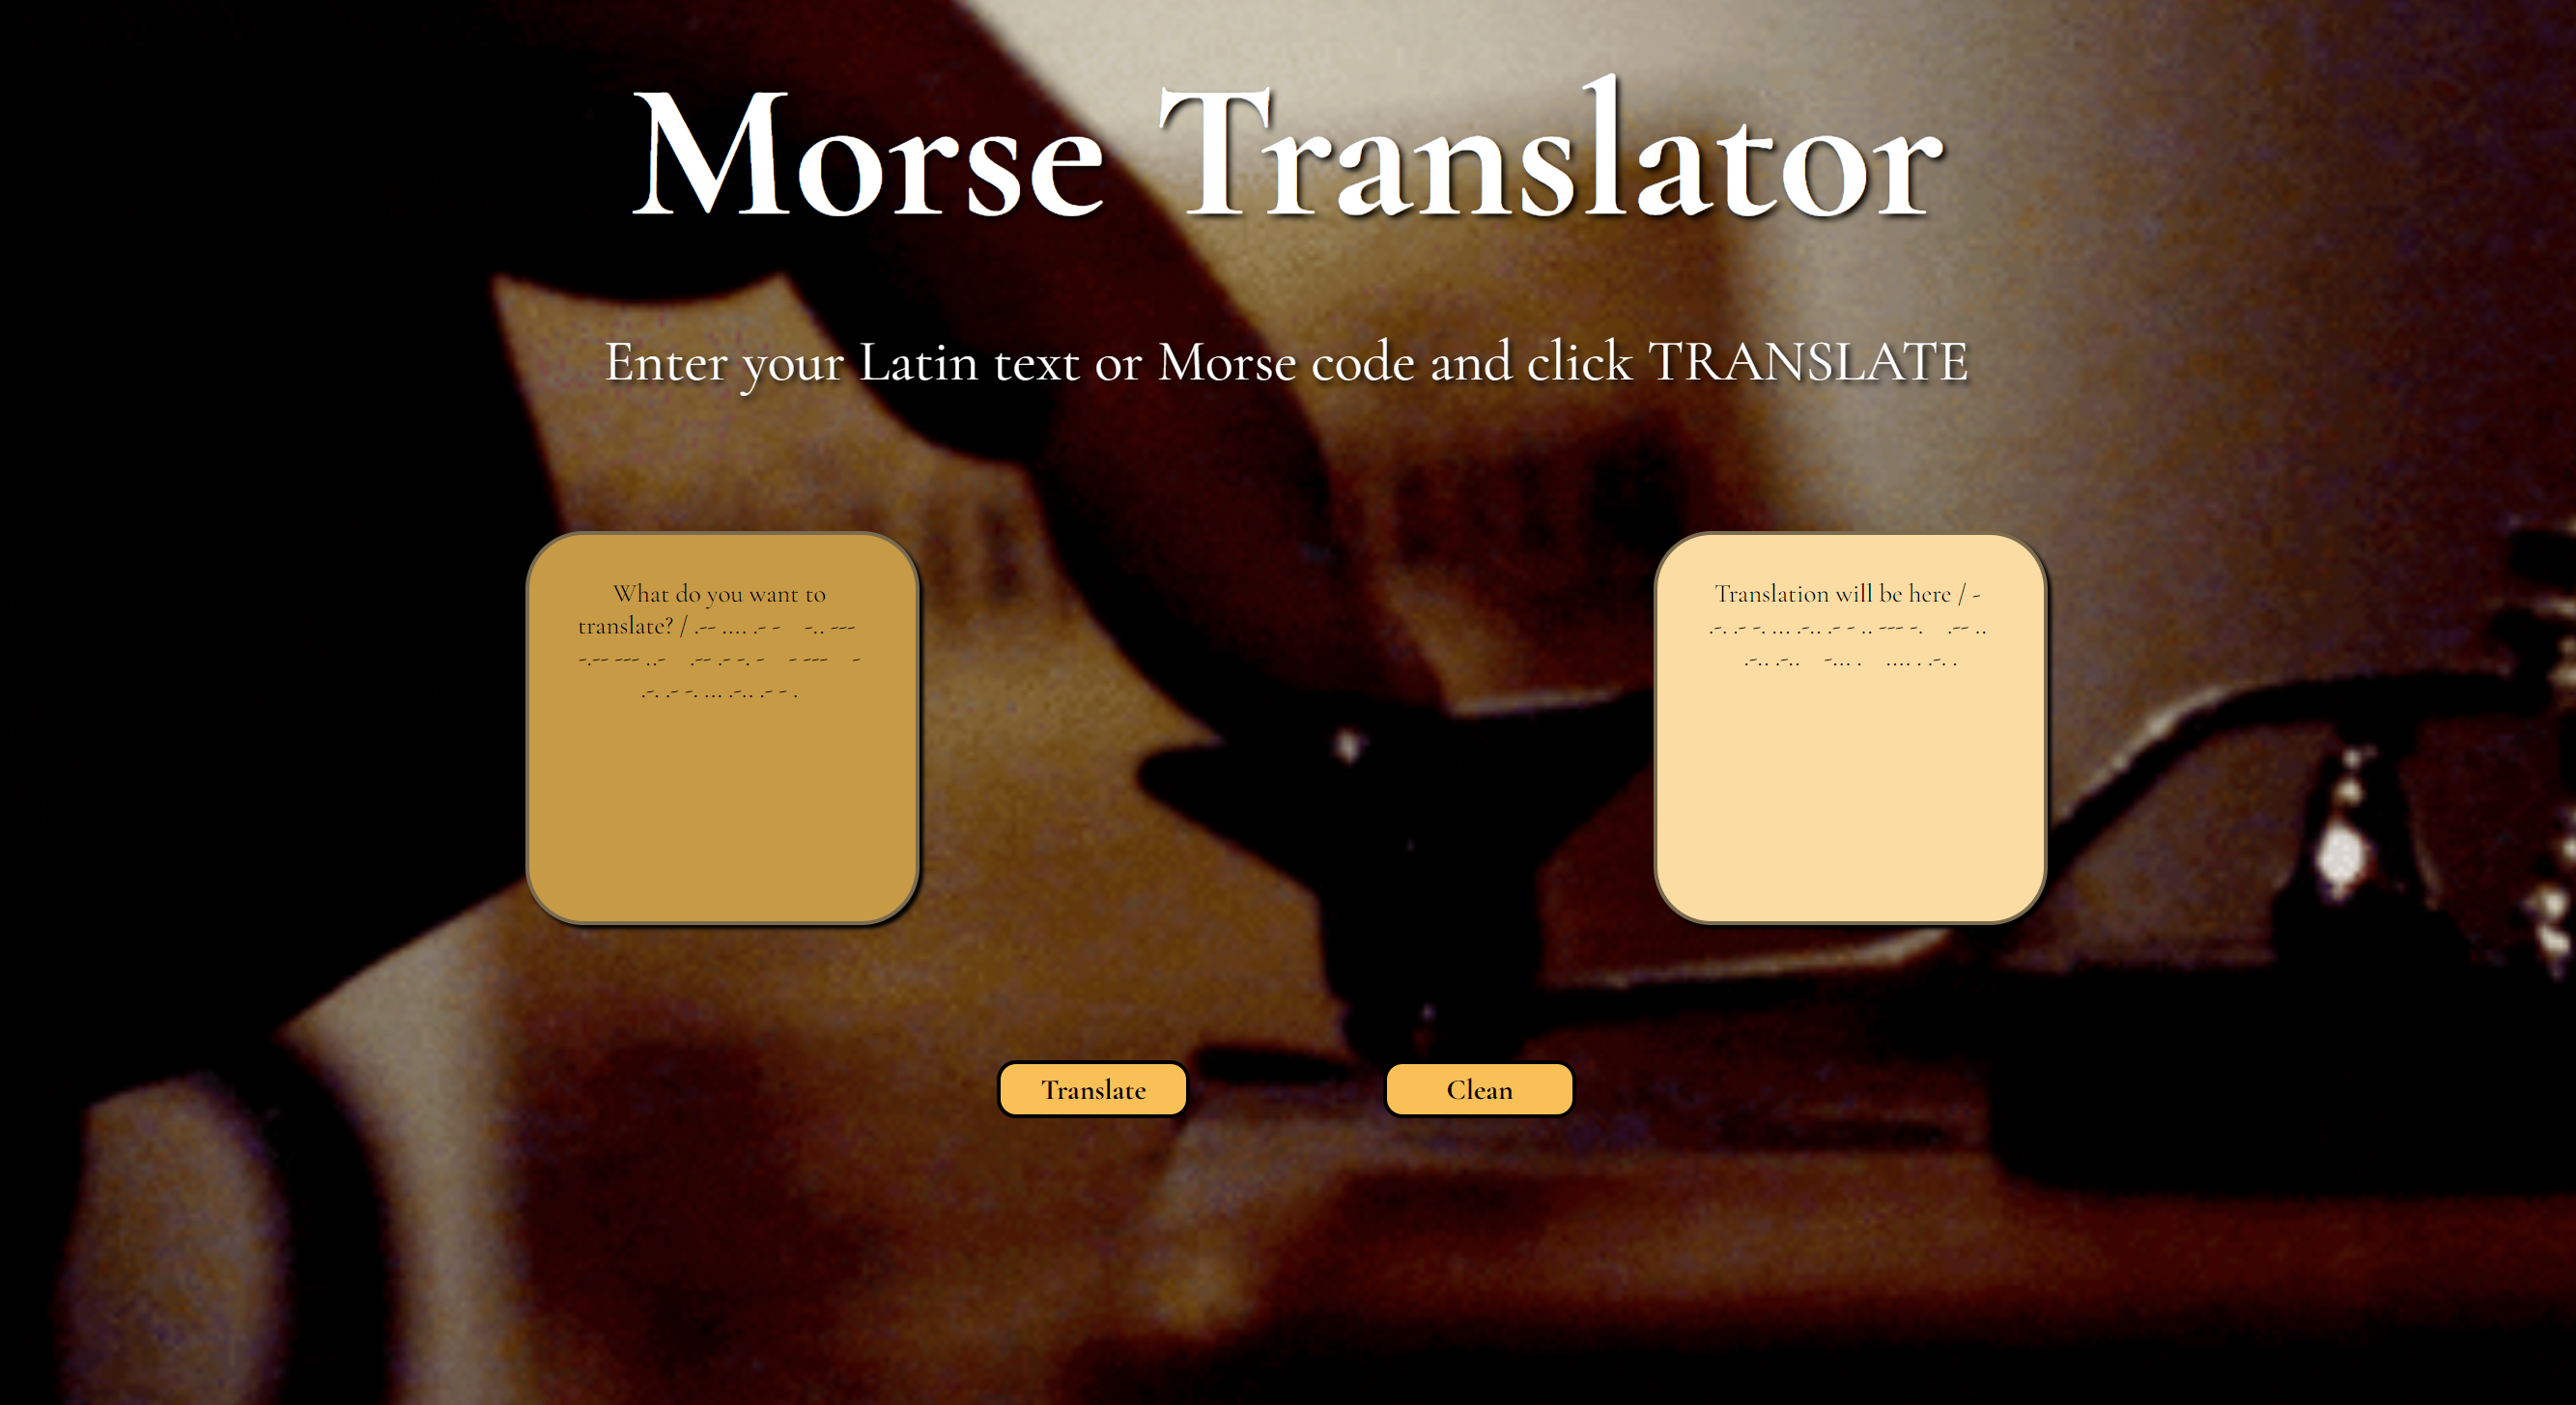 Morse Translator
Enter your Latin text or Morse code and click TRANSLATE
What do you want to
translate? / .-- .... .- -   -.. ---
-.-- --- ..-   .-- .- -. -   - ---   -
.-. .- -. ... .-.. .- - .
Translation will be here / -
.-. .- -. ... .-.. .- - .. --- -.   .-- ..
.-.. .-..   -... .   .... . .-. .
Translate
Clean